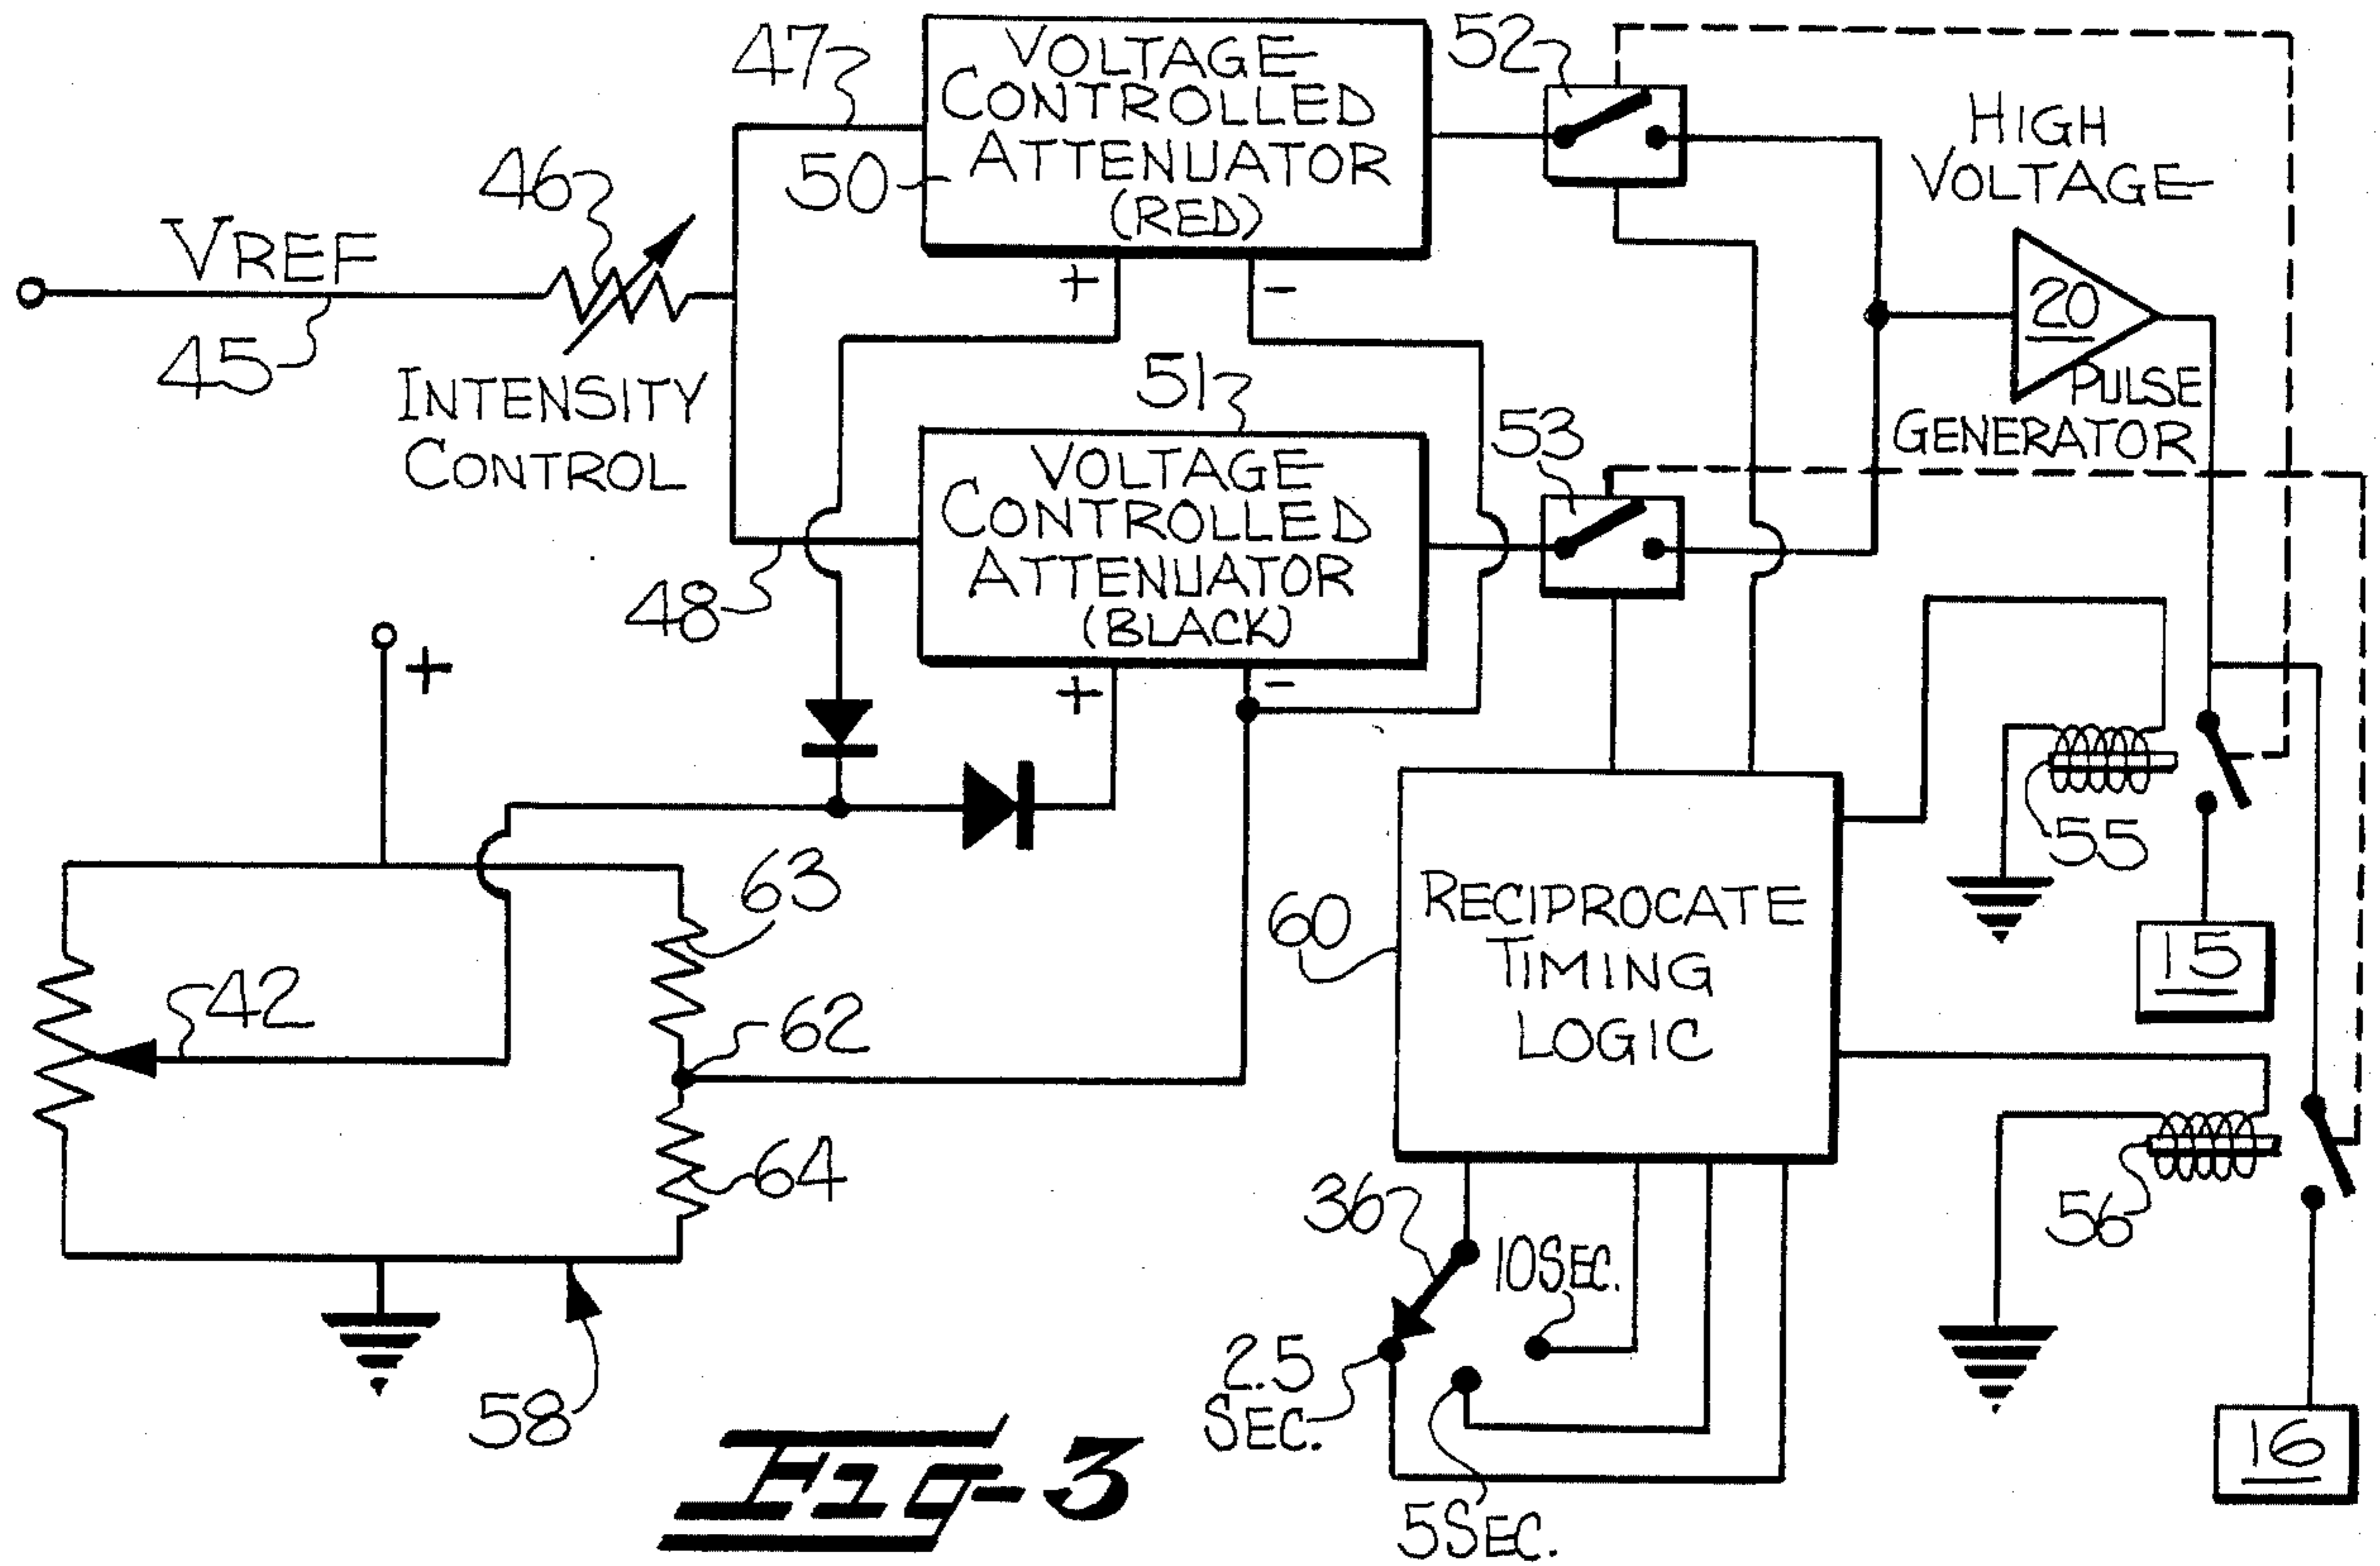 47
VOLTAGE
CONTROLLED
ATTENUATOR
(RED)
50
52
HIGH
VOLTAGE
46
VREF
45
INTENSITY
CONTROL
+
-
20
PULSE
GENERATOR
51
VOLTAGE
CONTROLLED
ATTENUATOR
(BLACK)
53
48
+
+
-
55
15
63
42
62
64
60
RECIPROCATE
TIMING
LOGIC
36
10SEC.
2.5
SEC.
5SEC.
56
16
58
FIG-3